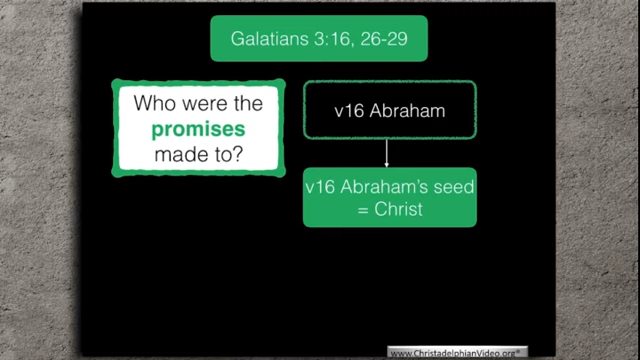 Galatians 3:16, 26-29
Who were the
promises
made to?
v16 Abraham
v16 Abraham's seed
= Christ
www.ChristadelphianVideo.org